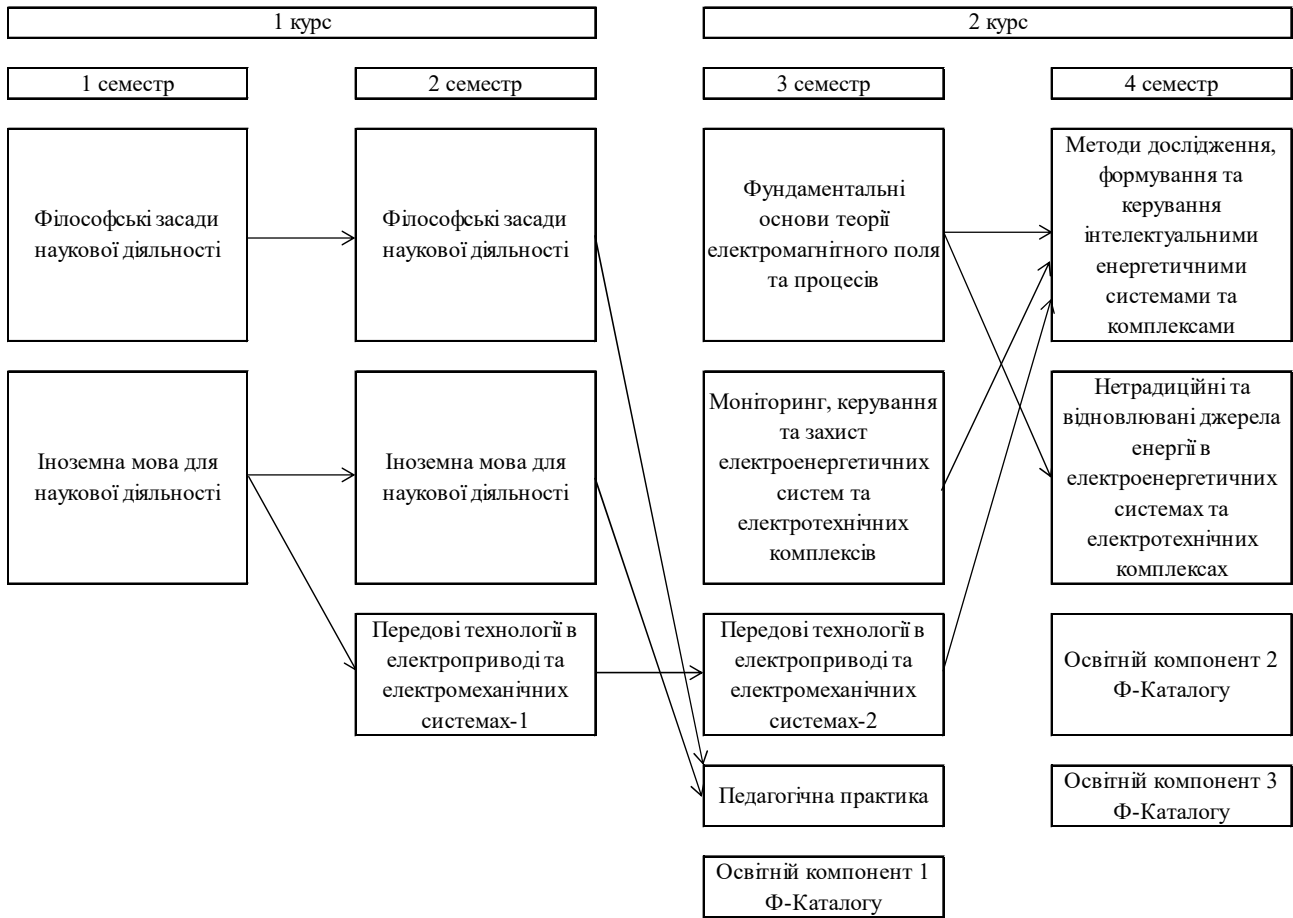 1 курс
2 курс
1 семестр
2 семестр
3 семестр
4 семестр
Філософські засади
наукової діяльності
Філософські засади
наукової діяльності
Фундаментальні
основи теорії
електромагнітного поля
та процесів
Методи дослідження,
формування та
керування
інтелектуальними
енергетичними
системами та
комплексами
Іноземна мова для
наукової діяльності
Іноземна мова для
наукової діяльності
Моніторинг, керування
та захист
електроенергетичних
систем та
електротехнічних
комплексів
Нетрадиційні та
відновлювані джерела
енергії в
електроенергетичних
системах та
електротехнічних
комплексах
Передові технології в
електроприводі та
електромеханічних
системах-1
Передові технології в
електроприводі та
електромеханічних
системах-2
Освітній компонент 2
Ф-Каталогу
Педагогічна практика
Освітній компонент 3
Ф-Каталогу
Освітній компонент 1
Ф-Каталогу